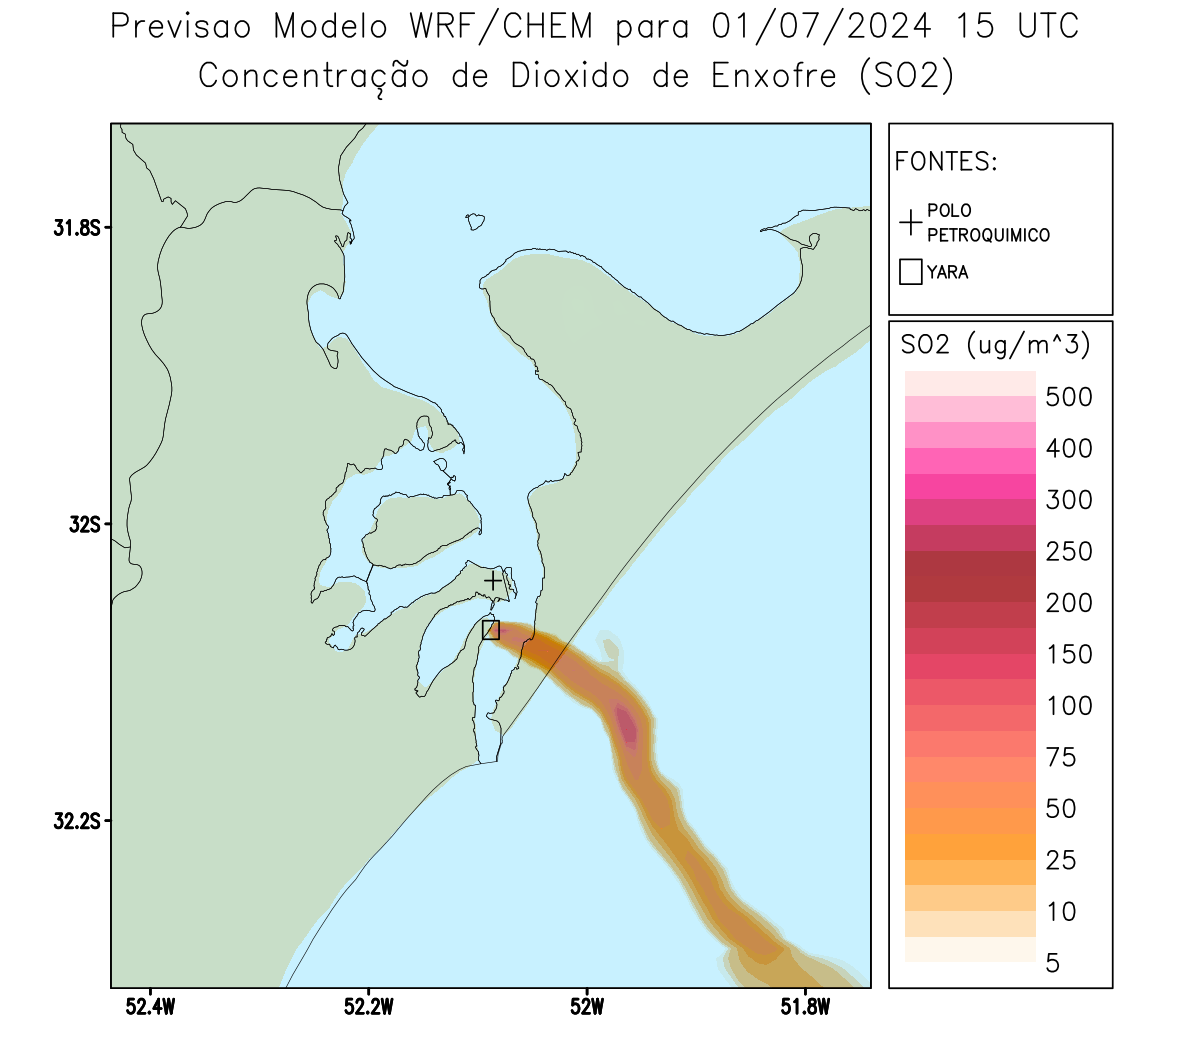 Previsao Modelo WRF/CHEM para 01/07/2024 15 UTC
Concentração de Dioxido de Enxofre (SO2)
FONTES:
POLO
PETROQUIMICO
YARA
SO2 (ug/m^3)
500
400
300
250
200
150
100
75
50
25
10
5
31.8S
32S
32.2S
52.4W
52.2W
52W
51.8W